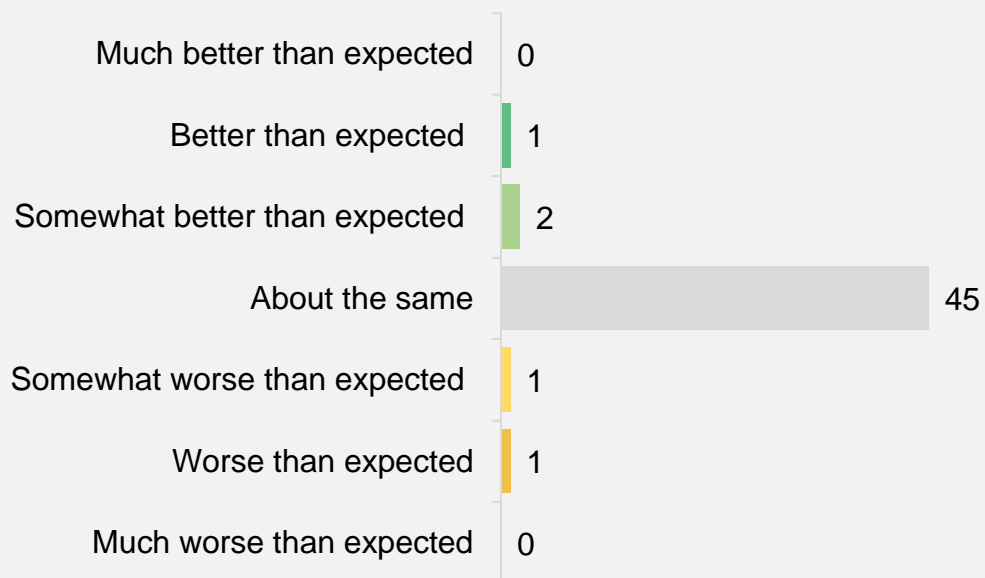 Much better than expected 0
Better than expected 1
Somewhat better than expected 2
About the same 45
Somewhat worse than expected 1
Worse than expected 1
Much worse than expected 0